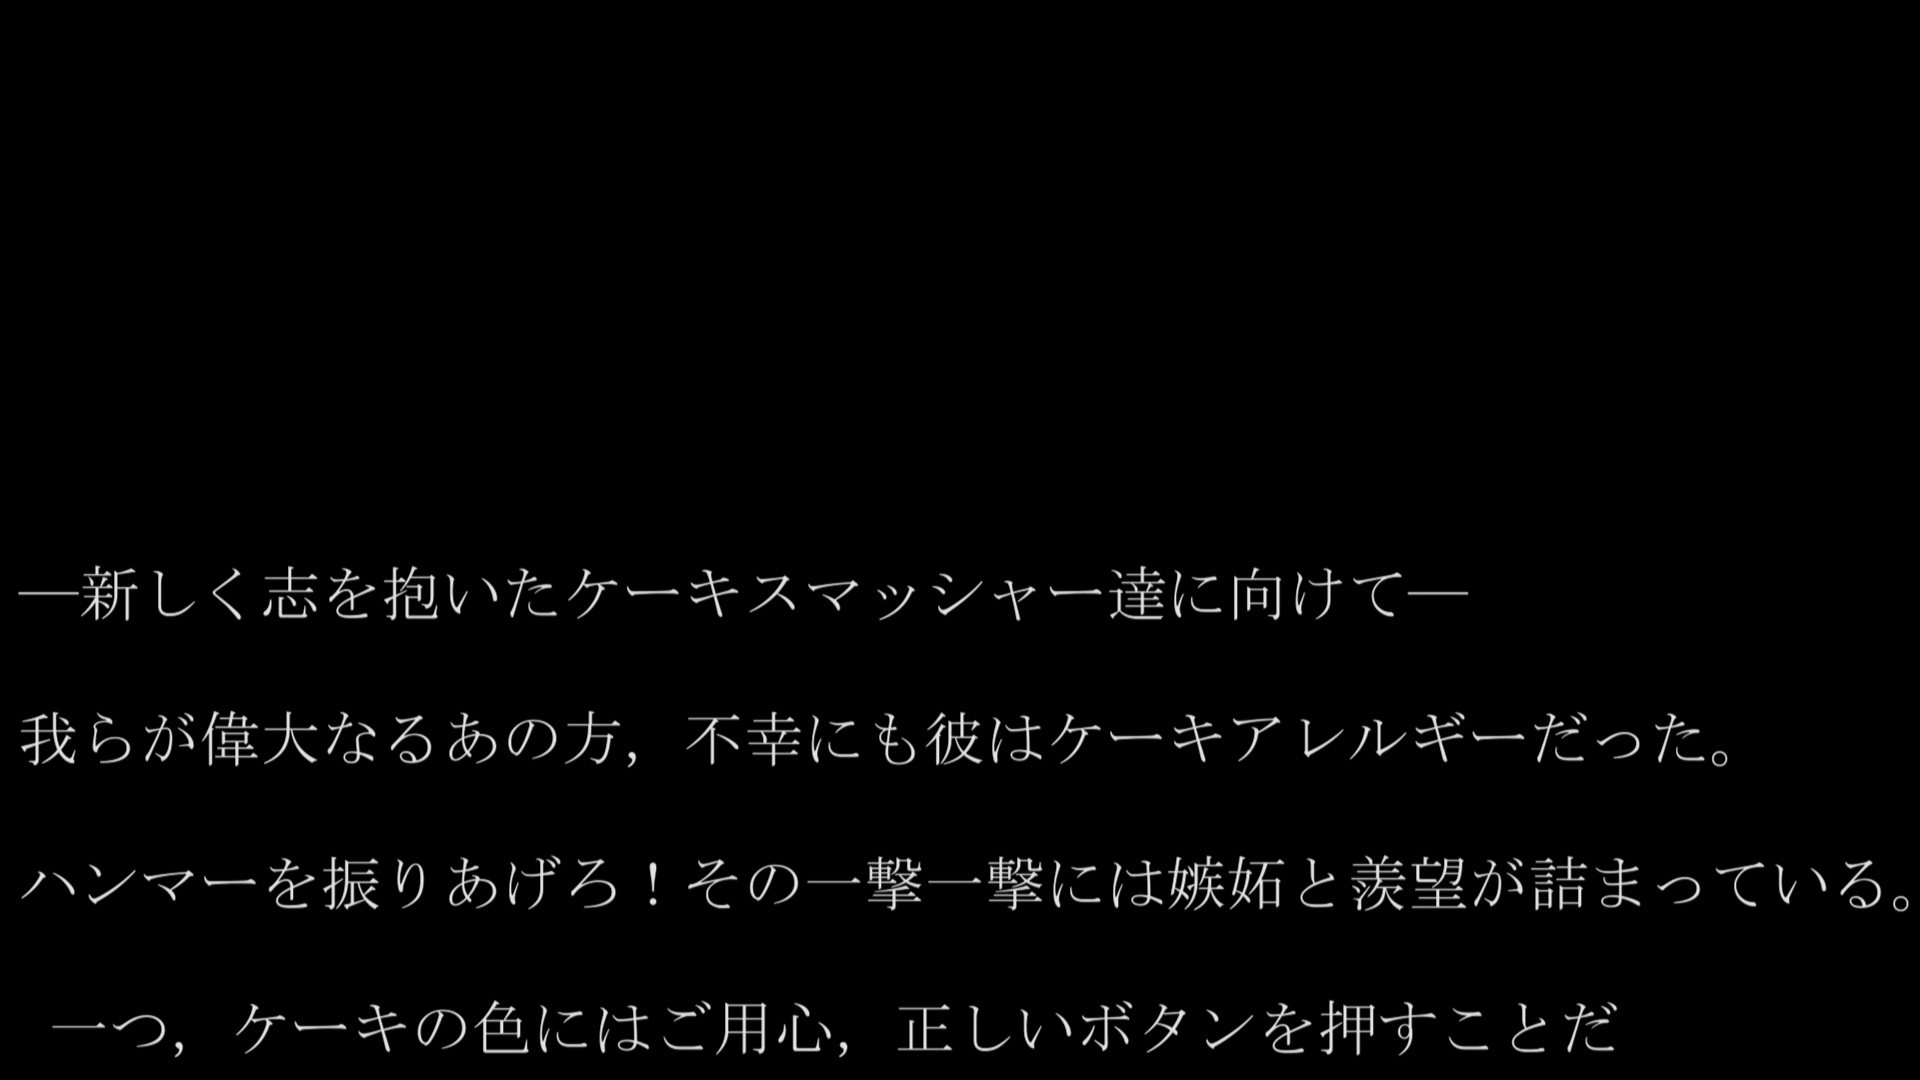 ―新しく志を抱いたケーキスマッシャー達に向けて―
我らが偉大なるあの方，不幸にも彼はケーキアレルギーだった。
ハンマーを振りあげろ！その一撃一撃には嫉妬と羨望が詰まっている。
一つ，ケーキの色にはご用心，正しいボタンを押すことだ